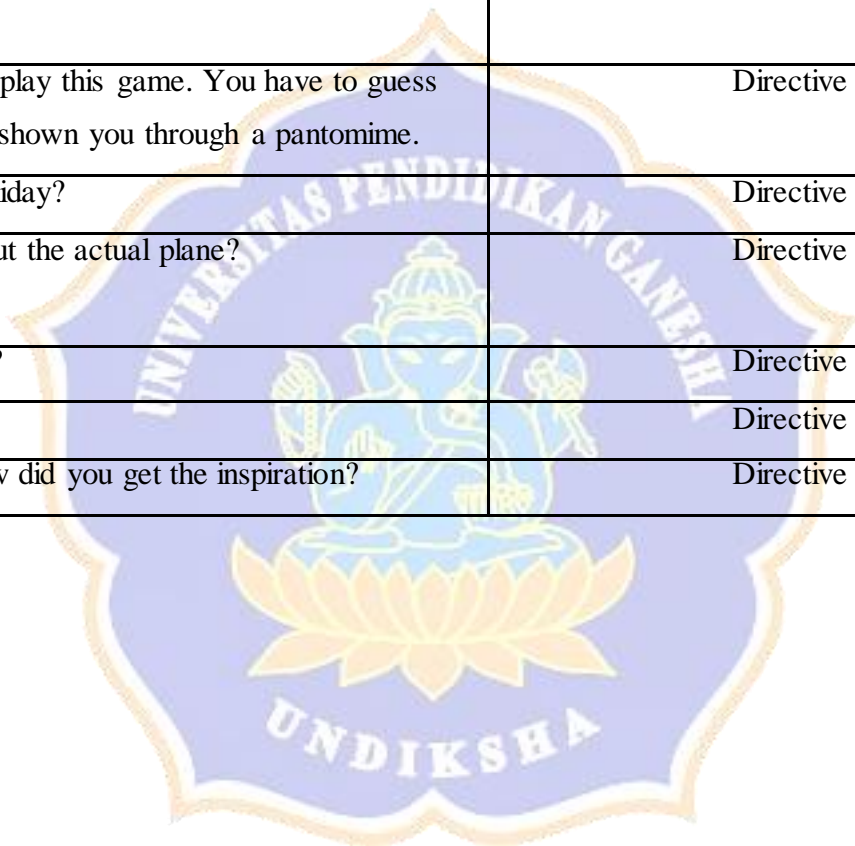 play this game. You have to guess
Directive
shown you through a pantomime.
Directive
ut the actual plane?
Directive
?
Directive
Directive
did you get the inspiration?
Directive
UNIVERSITAS PENDIDIKAN GANESHA
UNDIKSHA